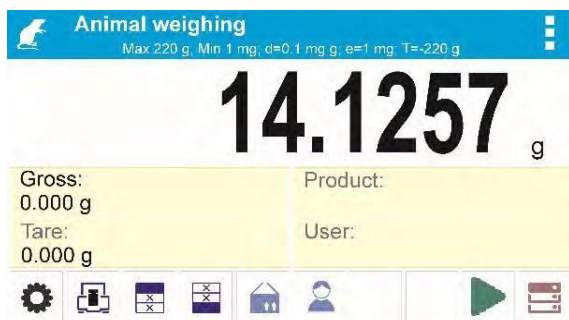 Animal weighing
Max 220 g; Min 1 mg; d=0.1 mg g; e=1 mg; T=-220 g
14.1257 g
Gross:
0.000 g
Tare:
0.000 g
Product:
User: